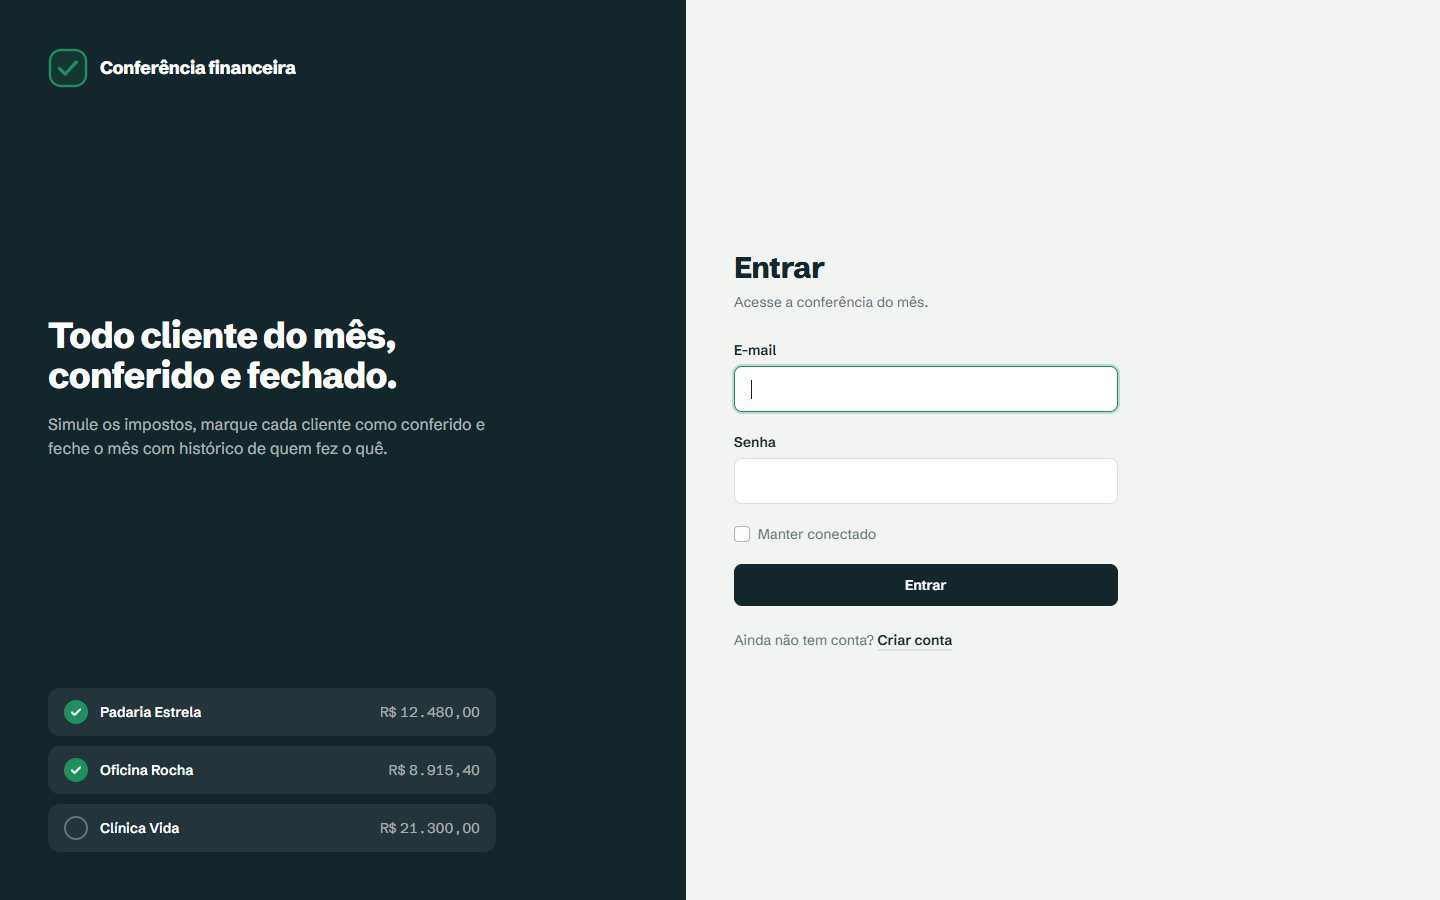 Conferência financeira
Todo cliente do mês,
conferido e fechado.
Simule os impostos, marque cada cliente como conferido e
feche o mês com histórico de quem fez o quê.
Padaria Estrela R$ 12.480,00
Oficina Rocha R$ 8.915,40
Clínica Vida R$ 21.300,00
Entrar
Acesse a conferência do mês.
E-mail
Senha
Manter conectado
Entrar
Ainda não tem conta? Criar conta